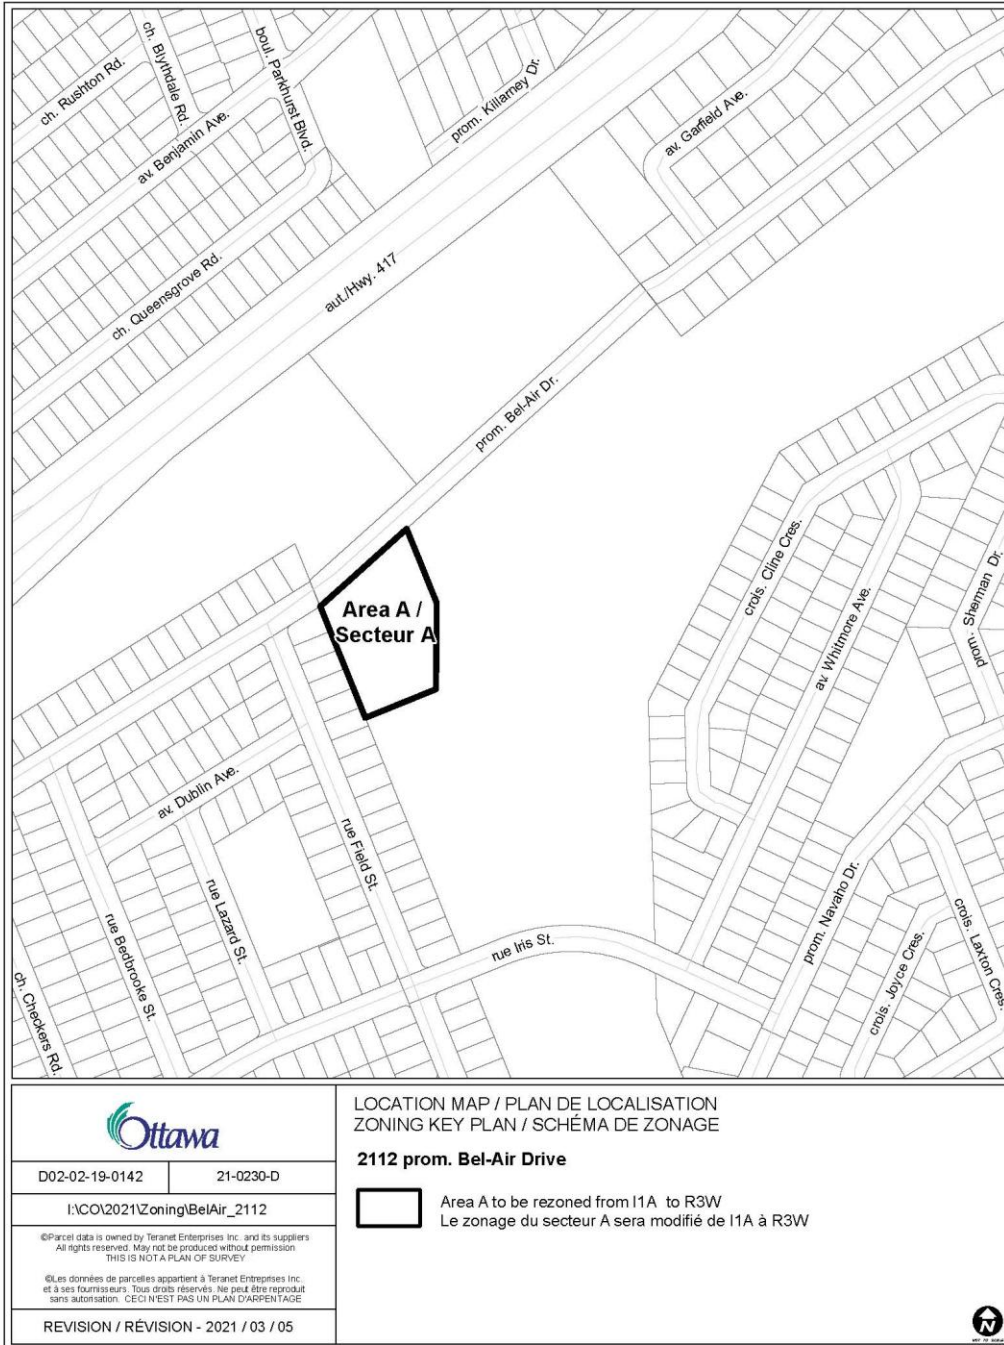 ch. Rushton Rd.
ch. Blythdale Rd.
boul. Parkhurst Blvd.
av. Benjamin Ave.
prom. Killarney Dr.
av. Garfield Ave.
ch. Queensgrove Rd.
aut./Hwy. 417
prom. Bel-Air Dr.
Area A /
Secteur A
crois. Cline Cres.
av. Whitmore Ave.
prom. Sherman Dr.
av. Dublin Ave.
rue Field St.
rue Lazard St.
rue Bedbrooke St.
ch. Checkers Rd.
rue Iris St.
prom. Navaho Dr.
crois. Joyce Cres.
crois. Laxton Cres.
Ottawa
D02-02-19-0142
21-0230-D
I:\CO\2021\Zoning\BelAir_2112
©Parcel data is owned by Teranet Enterprises Inc. and its suppliers
All rights reserved. May not be produced without permission
THIS IS NOT A PLAN OF SURVEY
©Les données de parcelles appartient à Teranet Entreprises Inc.
et à ses fournisseurs. Tous droits réservés. Ne peut être reproduit
sans autorisation. CECI N'EST PAS UN PLAN D'ARPENTAGE
REVISION / RÉVISION - 2021 / 03 / 05
LOCATION MAP / PLAN DE LOCALISATION
ZONING KEY PLAN / SCHÉMA DE ZONAGE
2112 prom. Bel-Air Drive
Area A to be rezoned from I1A to R3W
Le zonage du secteur A sera modifié de I1A à R3W
N
NOT TO SCALE